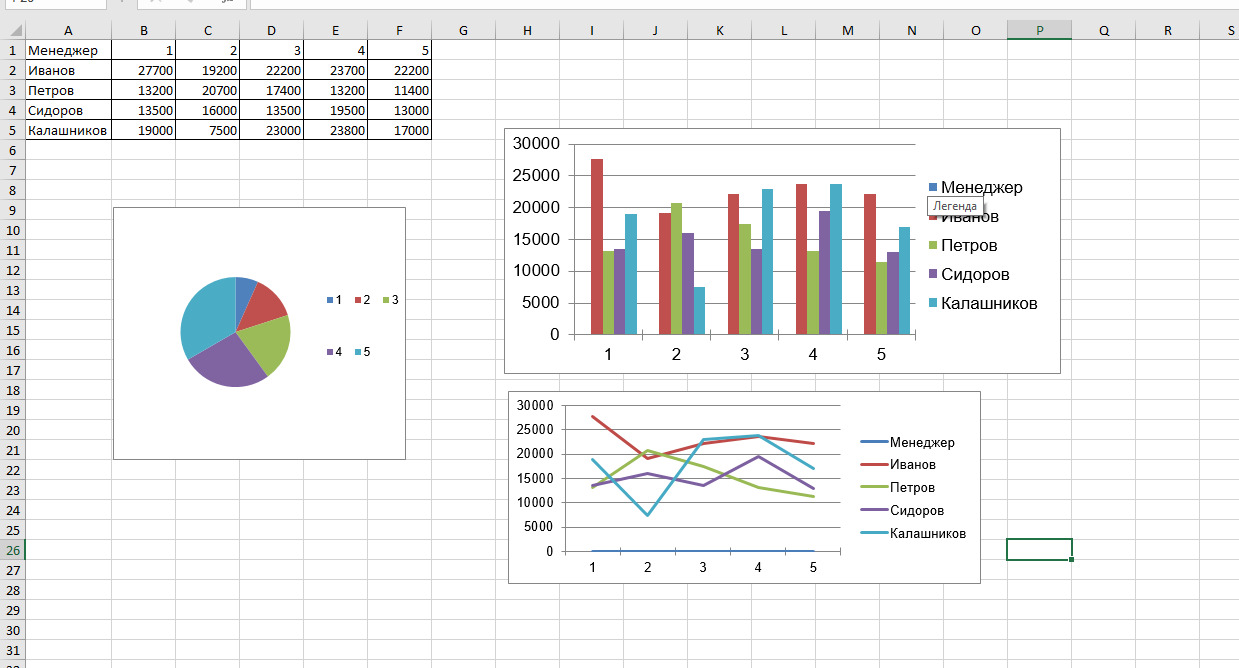 A B C D E F G H I J K L M N O P Q R S
1 Менеджер 1 2 3 4 5
2 Иванов 27700 19200 22200 23700 22200
3 Петров 13200 20700 17400 13200 11400
4 Сидоров 13500 16000 13500 19500 13000
5 Калашников 19000 7500 23000 23800 17000
6
7
8
9
10
11
12
13
14
15
16
17
18
19
20
21
22
23
24
25
26
27
28
29
30
31
1 2 3
4 5
30000
25000
20000
15000
10000
5000
0
1 2 3 4 5
Менеджер
Легенда
Иванов
Петров
Сидоров
Калашников
30000
25000
20000
15000
10000
5000
0
1 2 3 4 5
Менеджер
Иванов
Петров
Сидоров
Калашников